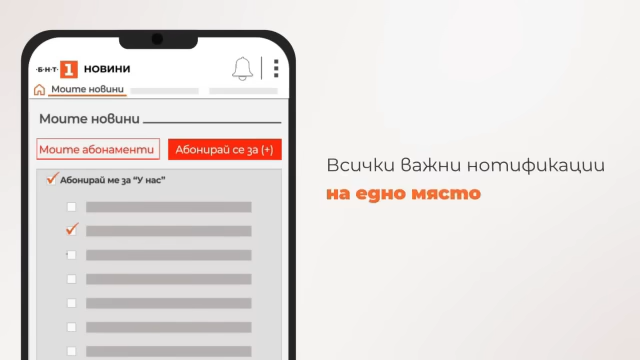 ·Б·Н·Т· 1 НОВИНИ
Моите новини
Моите новини
Моите абонаменти
Абонирай се за (+)
Абонирай ме за "У нас"
Всички важни нотификации
на едно място